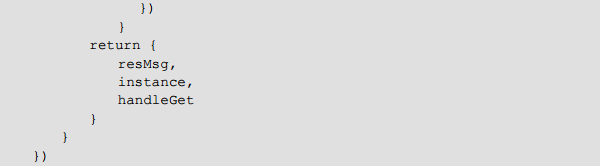 })
}
return {
resMsg,
instance,
handleGet
}
}
})